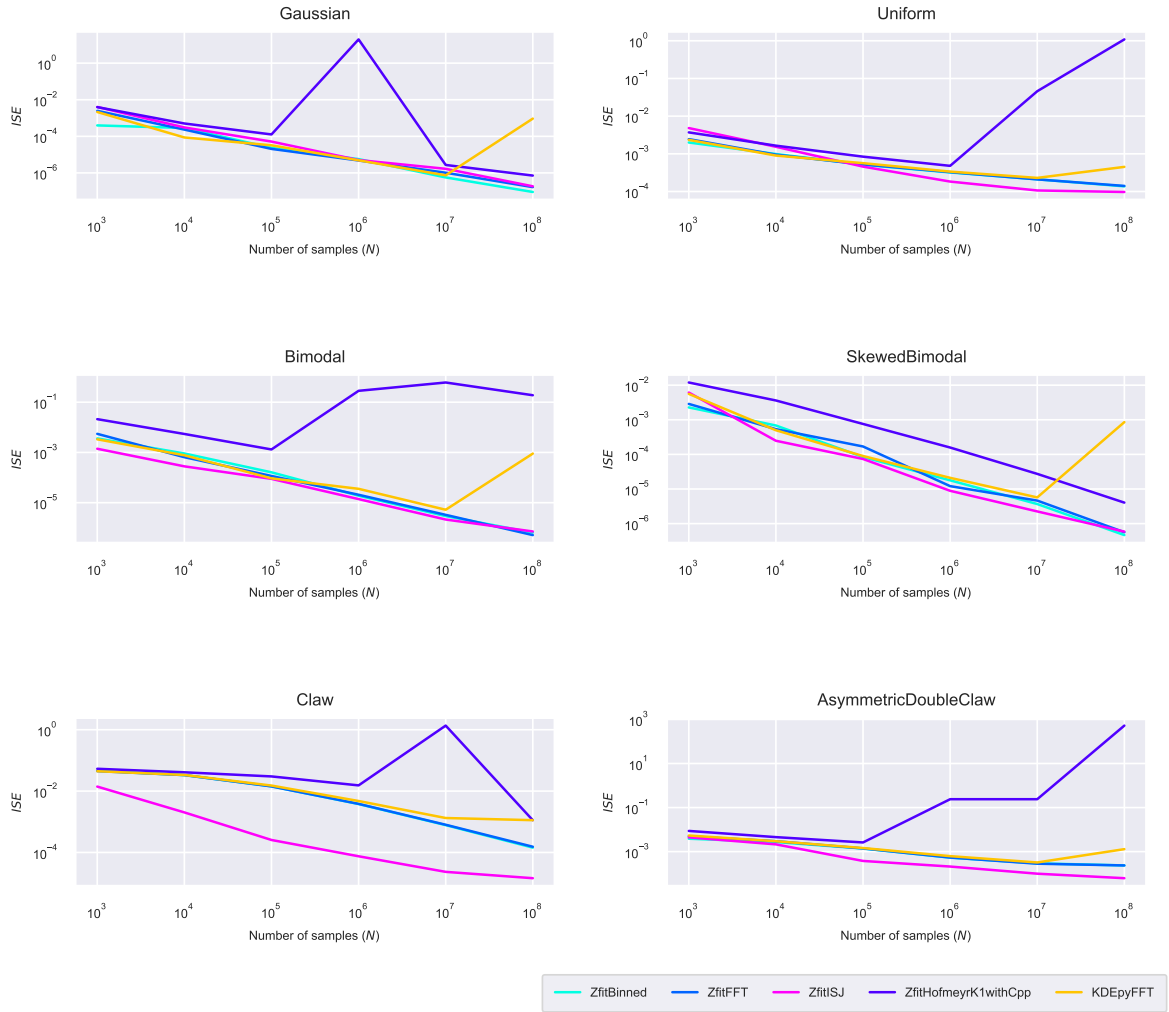 Gaussian
ISE
10^0
10^−2
10^−4
10^−6
10^3 10^4 10^5 10^6 10^7 10^8
Number of samples (N)
Uniform
ISE
10^0
10^−1
10^−2
10^−3
10^−4
10^3 10^4 10^5 10^6 10^7 10^8
Number of samples (N)
Bimodal
ISE
10^−1
10^−3
10^−5
10^3 10^4 10^5 10^6 10^7 10^8
Number of samples (N)
SkewedBimodal
ISE
10^−2
10^−3
10^−4
10^−5
10^−6
10^3 10^4 10^5 10^6 10^7 10^8
Number of samples (N)
Claw
ISE
10^0
10^−2
10^−4
10^3 10^4 10^5 10^6 10^7 10^8
Number of samples (N)
AsymmetricDoubleClaw
ISE
10^3
10^1
10^−1
10^−3
10^3 10^4 10^5 10^6 10^7 10^8
Number of samples (N)
ZfitBinned ZfitFFT ZfitISJ ZfitHofmeyrK1withCpp KDEpyFFT